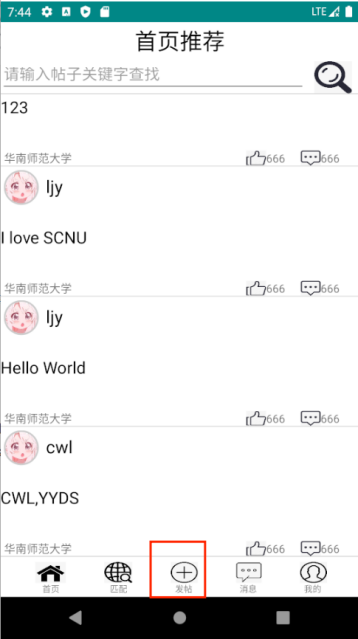 7:44 LTE
首页推荐
请输入帖子关键字查找
123
华南师范大学 666 666
ljy
I love SCNU
华南师范大学 666 666
ljy
Hello World
华南师范大学 666 666
cwl
CWL,YYDS
华南师范大学 666 666
首页 匹配 发帖 消息 我的